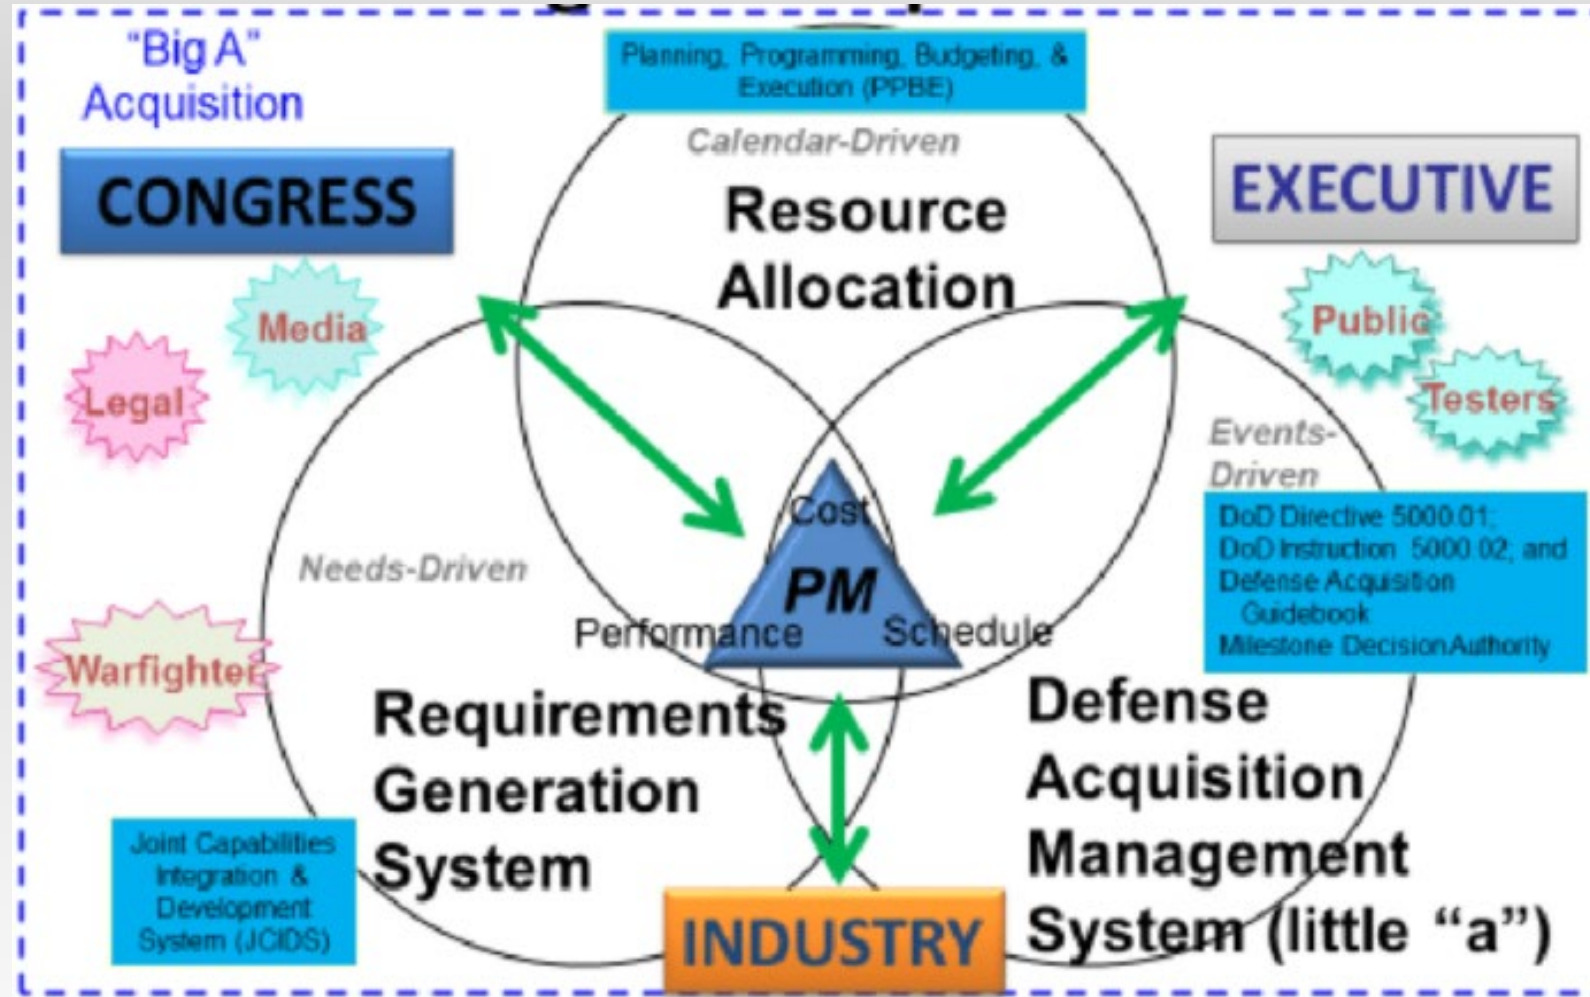 “Big A”
Acquisition
Planning, Programming, Budgeting, &
Execution (PPBE)
Calendar-Driven
CONGRESS
EXECUTIVE
Resource
Allocation
Media
Legal
Public
Testers
Events-
Driven
DoD Directive 5000.01;
DoD Instruction 5000.02, and
Defense Acquisition
Guidebook
Milestone Decision Authority
Needs-Driven
Cost
PM
Performance
Schedule
Warfighter
Requirements
Generation
System
Defense
Acquisition
Management
System (little “a”)
Joint Capabilities
Integration &
Development
System (JCIDS)
INDUSTRY